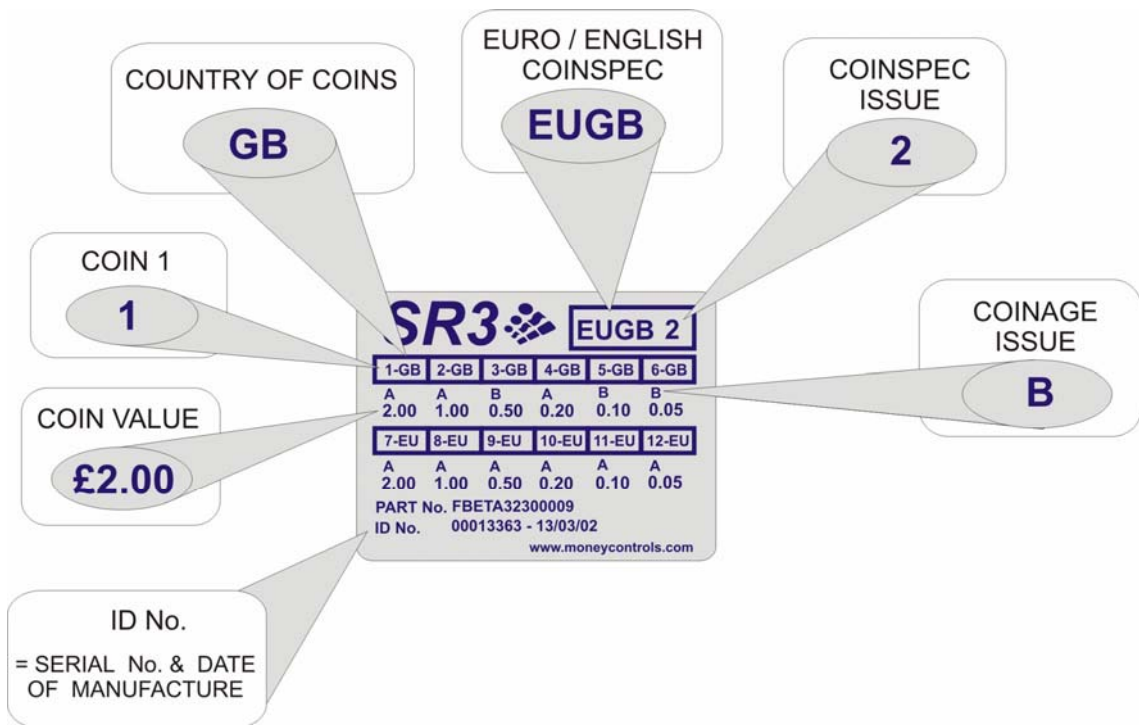 COUNTRY OF COINS
GB
EURO / ENGLISH
COINSPEC
EUGB
COINSPEC
ISSUE
2
COIN 1
1
COIN VALUE
£2.00
COINAGE
ISSUE
B
SR3 EUGB 2
1-GB 2-GB 3-GB 4-GB 5-GB 6-GB
A A B A B B
2.00 1.00 0.50 0.20 0.10 0.05
7-EU 8-EU 9-EU 10-EU 11-EU 12-EU
A A A A A A
2.00 1.00 0.50 0.20 0.10 0.05
PART No. FBETA32300009
ID No. 00013363 - 13/03/02
www.moneycontrols.com
ID No.
= SERIAL No. & DATE
OF MANUFACTURE